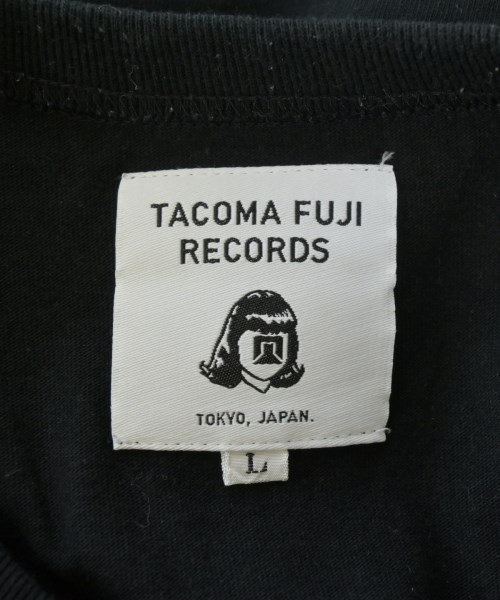 TACOMA FUJI
RECORDS
TOKYO, JAPAN.
L